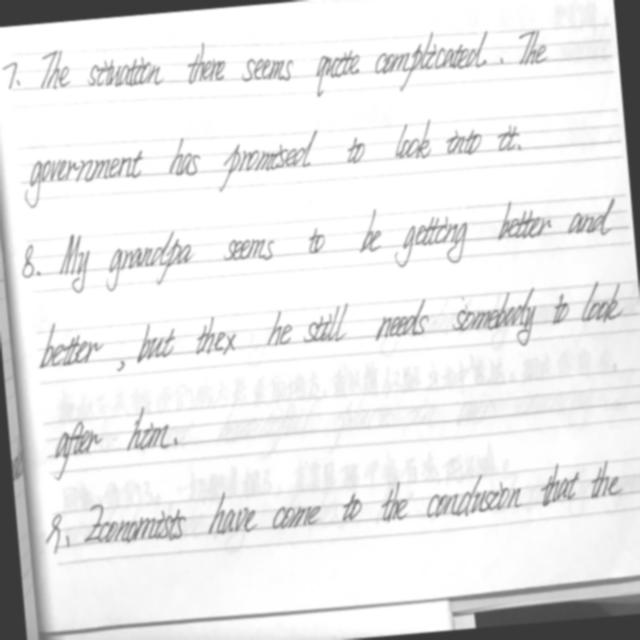 7. The situation there seems quite complicated. The
government has promised to look into it.
8. My grandpa seems to be getting better and
better, but they he still needs somebody to look
after him.
9. Economists have come to the conclusion that the